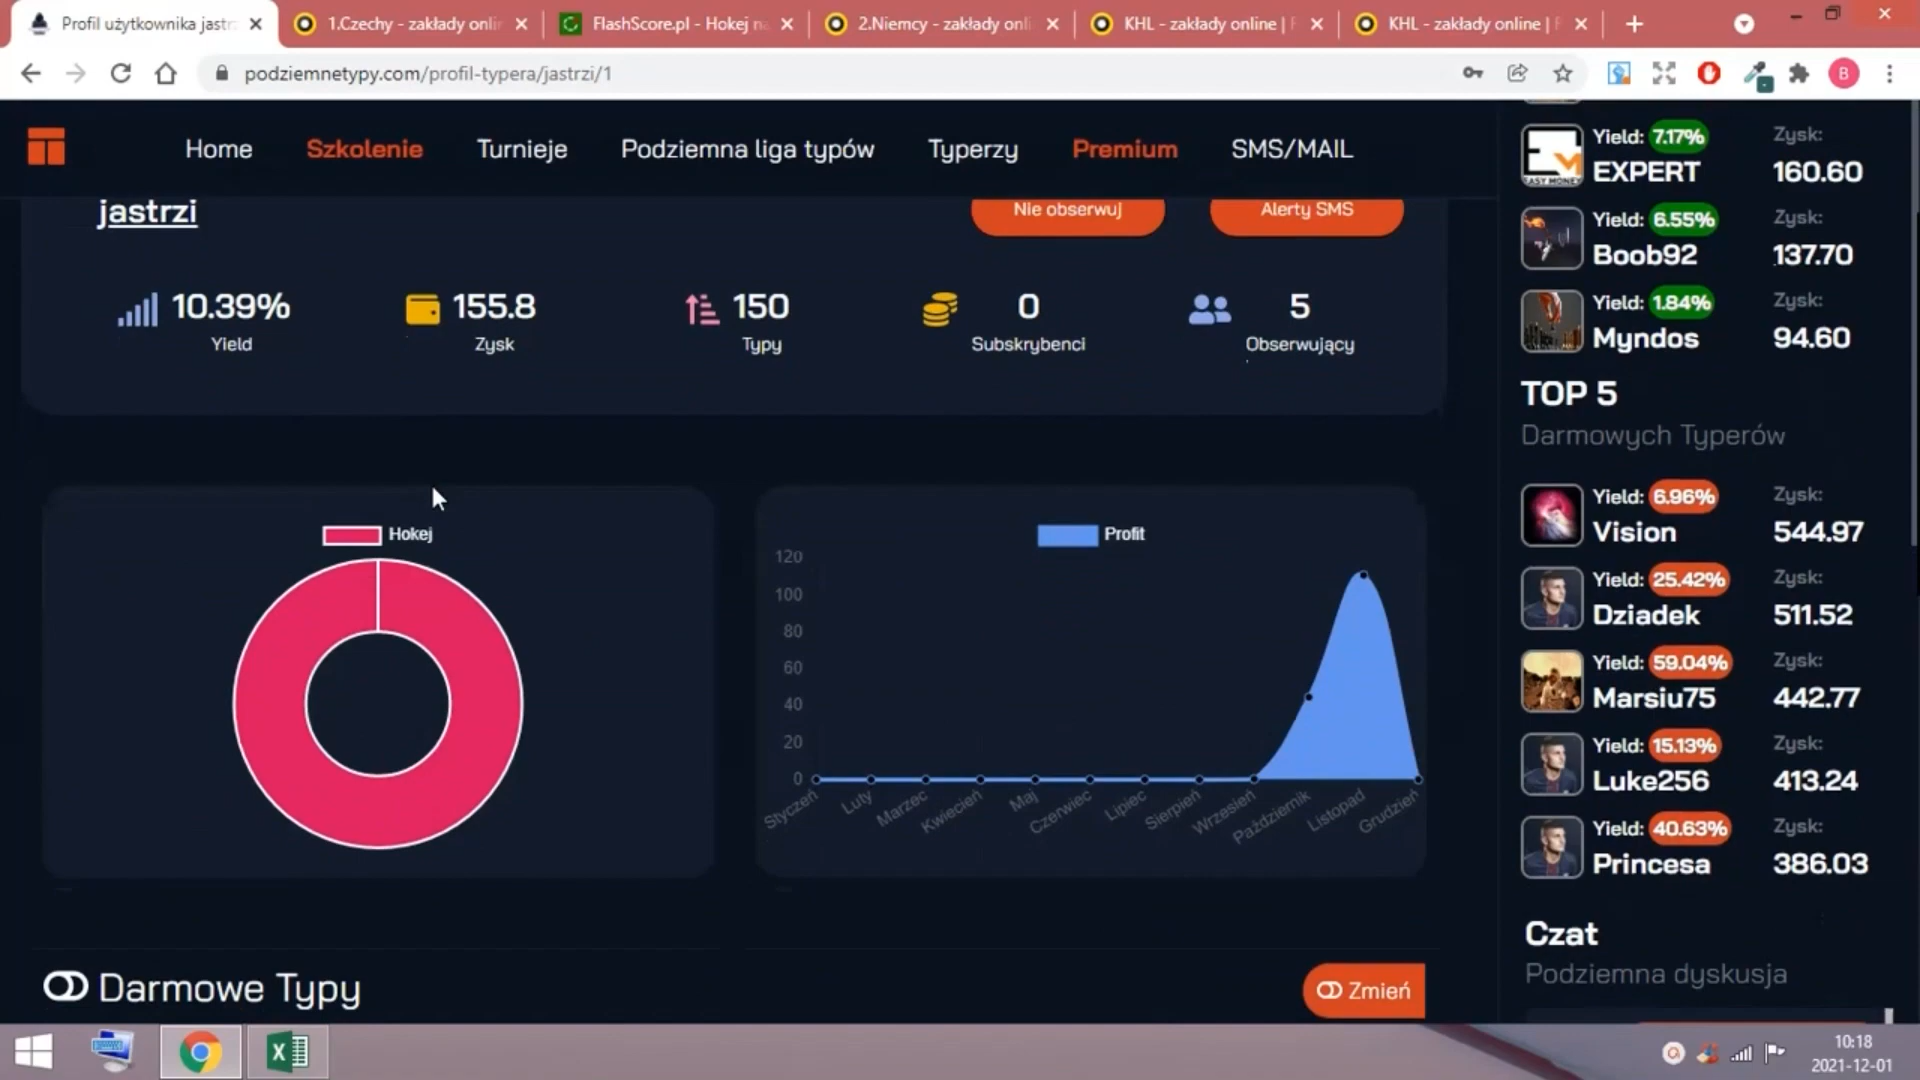 Profil użytkownika jastrz
1.Czechy - zakłady onli
FlashScore.pl - Hokej n
2.Niemcy - zakłady onl
KHL - zakłady online | F
KHL - zakłady online | F
podziemnetypy.com/profil-typera/jastrzi/1
B
Home
Szkolenie
Turnieje
Podziemna liga typów
Typerzy
Premium
SMS/MAIL
jastrzi
Nie obserwuj
Alerty SMS
10.39%
Yield
155.8
Zysk
150
Typy
0
Subskrybenci
5
Obserwujący
Hokej
Profit
120
100
80
60
40
20
0
Styczeń
Luty
Marzec
Kwiecień
Maj
Czerwiec
Lipiec
Sierpień
Wrzesień
Październik
Listopad
Grudzień
Darmowe Typy
Zmień
EASY MONEY
Yield: 7.17%
Zysk:
EXPERT
160.60
Yield: 6.55%
Zysk:
Boob92
137.70
Yield: 1.84%
Zysk:
Myndos
94.60
TOP 5
Darmowych Typerów
Yield: 6.96%
Zysk:
Vision
544.97
Yield: 25.42%
Zysk:
Dziadek
511.52
Yield: 59.04%
Zysk:
Marsiu75
442.77
Yield: 15.13%
Zysk:
Luke256
413.24
Yield: 40.63%
Zysk:
Princesa
386.03
Czat
Podziemna dyskusja
10:18
2021-12-01